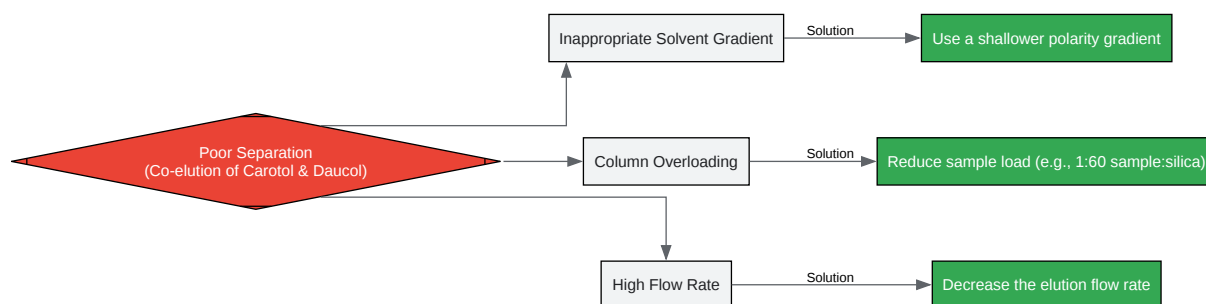 Inappropriate Solvent Gradient
Solution
Use a shallower polarity gradient
Poor Separation
(Co-elution of Carotol & Daucol)
Column Overloading
Solution
Reduce sample load (e.g., 1:60 sample:silica)
High Flow Rate
Solution
Decrease the elution flow rate